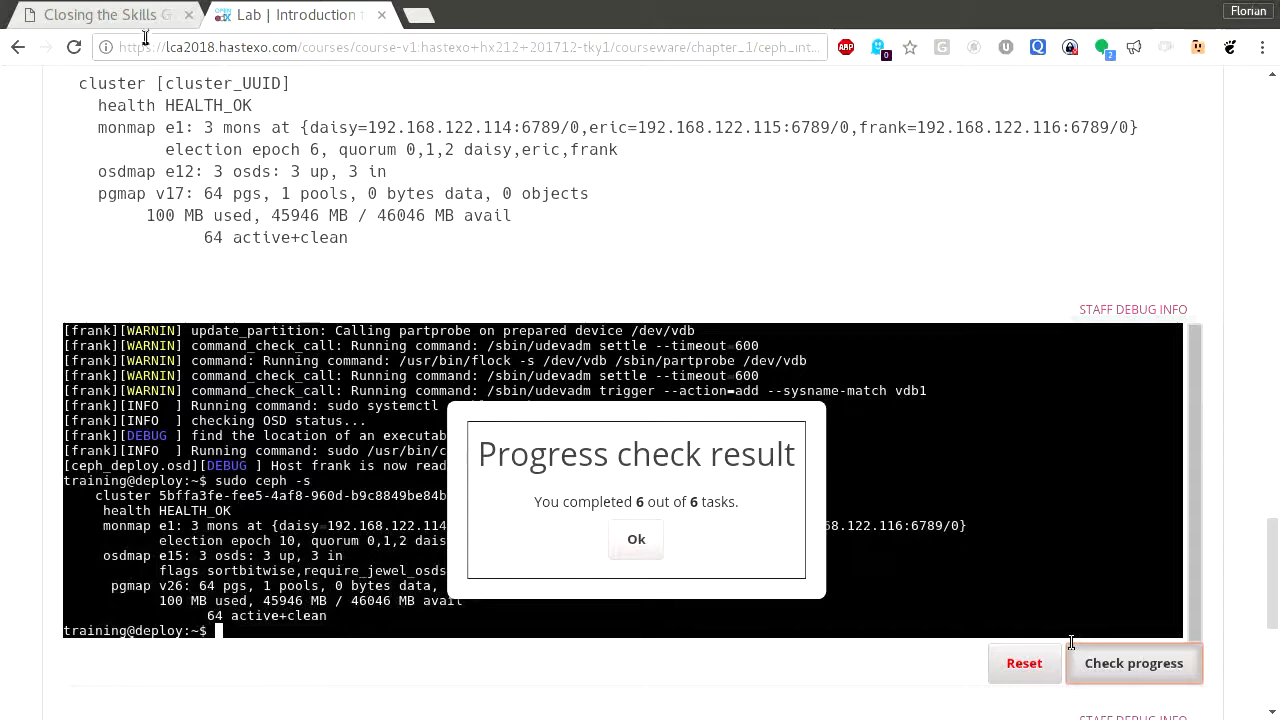 Closing the Skills G
Lab | Introduction t
Florian
https://lca2018.hastexo.com/courses/course-v1:hastexo+hx212+201712-tky1/courseware/chapter_1/ceph_int...
ABP
0
G
U
Q
2
cluster [cluster_UUID]
health HEALTH_OK
monmap e1: 3 mons at {daisy=192.168.122.114:6789/0,eric=192.168.122.115:6789/0,frank=192.168.122.116:6789/0}
election epoch 6, quorum 0,1,2 daisy,eric,frank
osdmap e12: 3 osds: 3 up, 3 in
pgmap v17: 64 pgs, 1 pools, 0 bytes data, 0 objects
100 MB used, 45946 MB / 46046 MB avail
64 active+clean
STAFF DEBUG INFO
[frank][WARNIN] update_partition: Calling partprobe on prepared device /dev/vdb
[frank][WARNIN] command_check_call: Running command: /sbin/udevadm settle --timeout=600
[frank][WARNIN] command: Running command: /usr/bin/flock -s /dev/vdb /sbin/partprobe /dev/vdb
[frank][WARNIN] command_check_call: Running command: /sbin/udevadm settle --timeout=600
[frank][WARNIN] command_check_call: Running command: /sbin/udevadm trigger --action=add --sysname-match vdb1
[frank][INFO  ] Running command: sudo systemctl
[frank][INFO  ] checking OSD status...
[frank][DEBUG ] find the location of an executab
[frank][INFO  ] Running command: sudo /usr/bin/c
[ceph_deploy.osd][DEBUG ] Host frank is now read
training@deploy:~$ sudo ceph -s
cluster 5bffa3fe-fee5-4af8-960d-b9c8849be84b
health HEALTH_OK
monmap e1: 3 mons at {daisy=192.168.122.114 68.122.116:6789/0}
election epoch 10, quorum 0,1,2 dais
osdmap e15: 3 osds: 3 up, 3 in
flags sortbitwise,require_jewel_osds
pgmap v26: 64 pgs, 1 pools, 0 bytes data,
100 MB used, 45946 MB / 46046 MB avail
64 active+clean
training@deploy:~$
Progress check result
You completed 6 out of 6 tasks.
Ok
Reset
Check progress